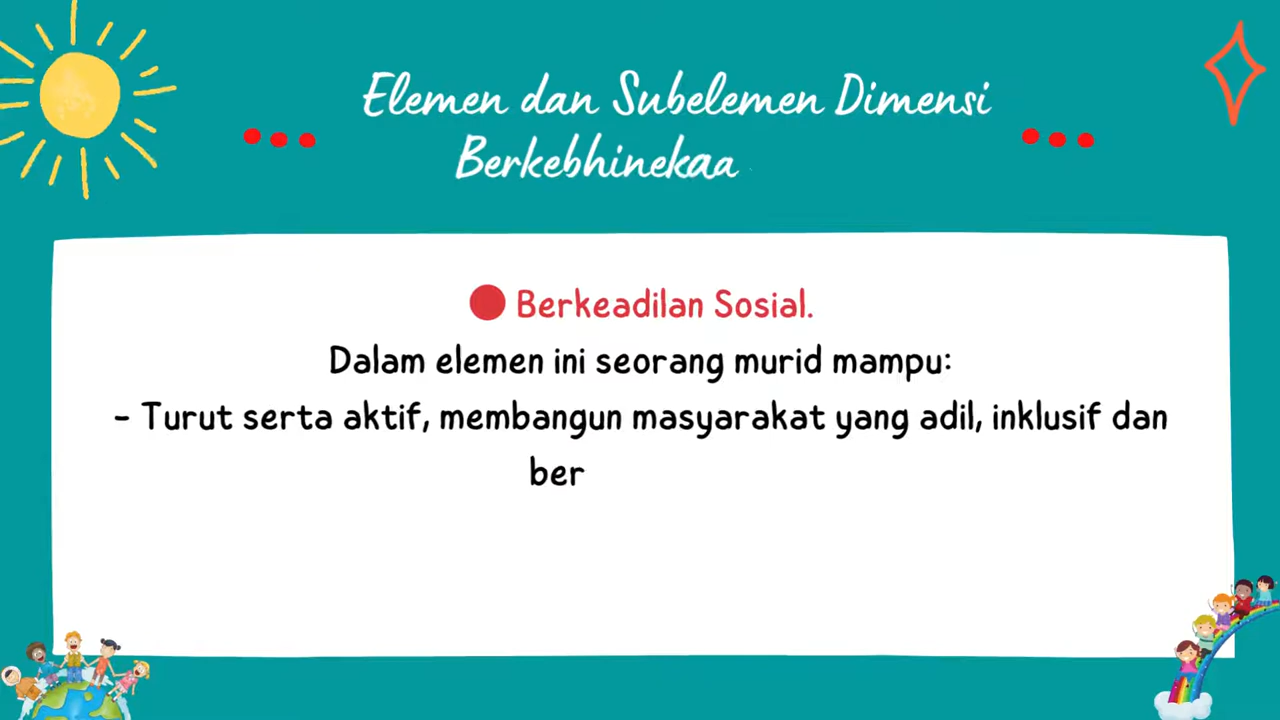 Elemen dan Subelemen Dimensi
Berkebhinekaa
Berkeadilan Sosial.
Dalam elemen ini seorang murid mampu:
- Turut serta aktif, membangun masyarakat yang adil, inklusif dan
ber